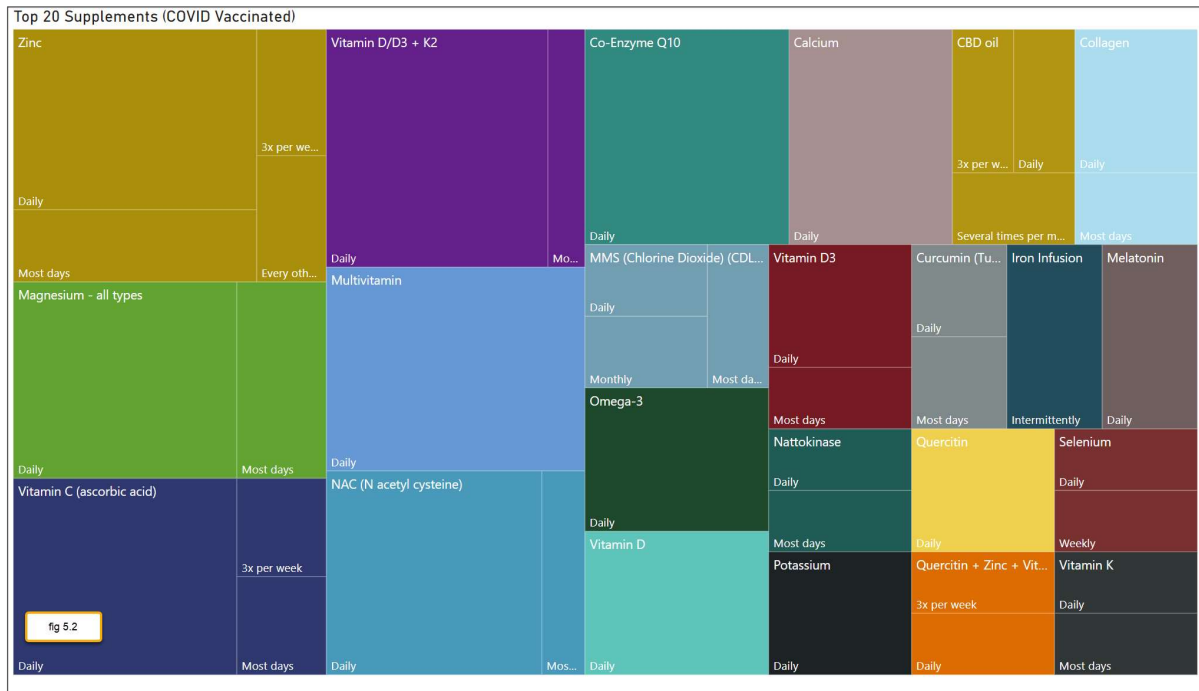 Top 20 Supplements (COVID Vaccinated)
Zinc
3x per we...
Daily
Most days
Every oth...
Magnesium - all types
Daily
Most days
Vitamin C (ascorbic acid)
3x per week
fig 5.2
Daily
Most days
Vitamin D/D3 + K2
Daily
Mo...
Multivitamin
Daily
NAC (N acetyl cysteine)
Daily
Mos...
Co-Enzyme Q10
Daily
Calcium
Daily
CBD oil
3x per w...
Daily
Several times per m...
Collagen
Daily
Most days
MMS (Chlorine Dioxide) (CDL...
Daily
Monthly
Most da...
Omega-3
Daily
Vitamin D
Daily
Vitamin D3
Daily
Most days
Curcumin (Tu...
Daily
Most days
Iron Infusion
Intermittently
Melatonin
Daily
Nattokinase
Daily
Most days
Quercitin
Daily
Selenium
Daily
Weekly
Potassium
Daily
Quercitin + Zinc + Vit...
3x per week
Daily
Vitamin K
Daily
Most days